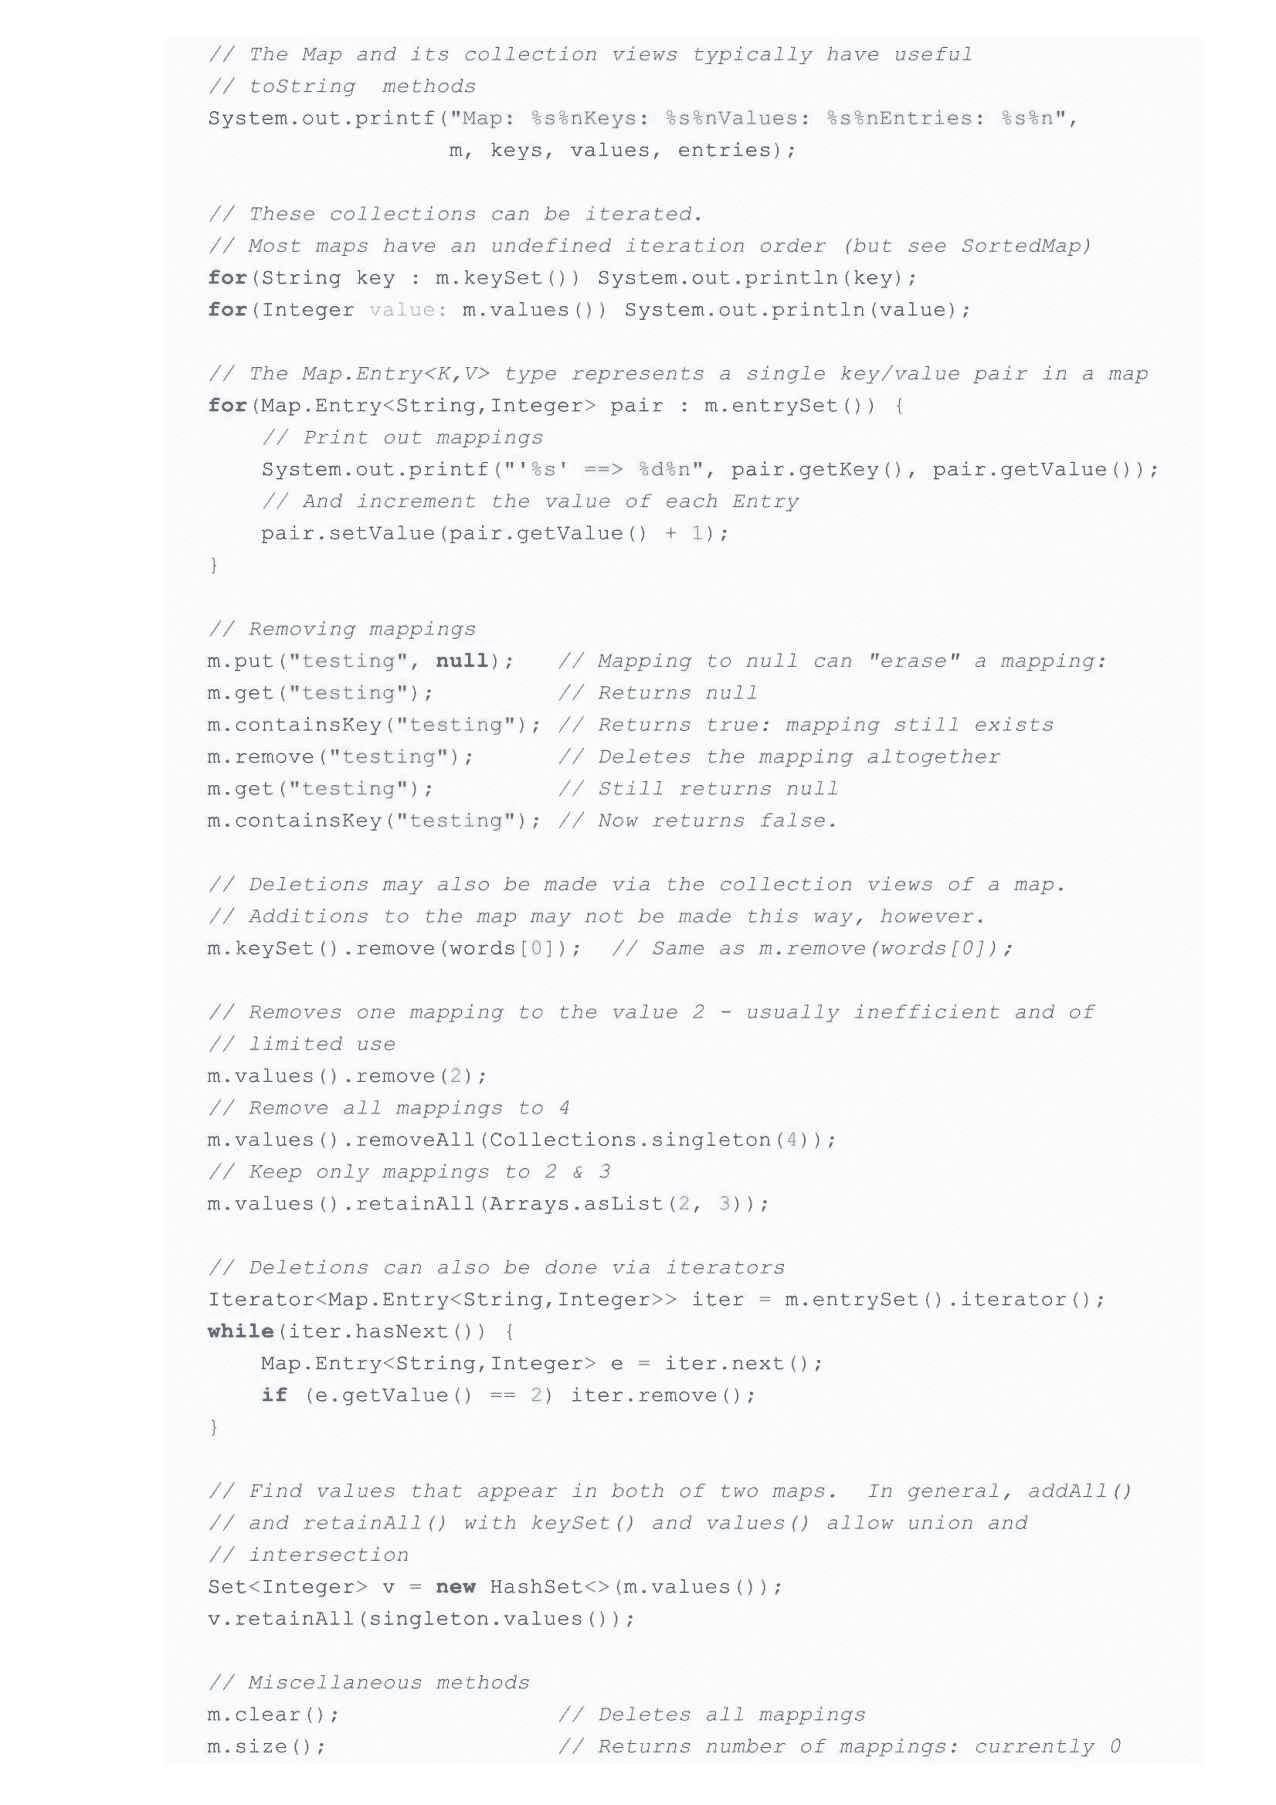 // The Map and its collection views typically have useful
// toString  methods
System.out.printf("Map: %s%nKeys: %s%nValues: %s%nEntries: %s%n",
                  m, keys, values, entries);

// These collections can be iterated.
// Most maps have an undefined iteration order (but see SortedMap)
for(String key : m.keySet()) System.out.println(key);
for(Integer value: m.values()) System.out.println(value);

// The Map.Entry<K,V> type represents a single key/value pair in a map
for(Map.Entry<String,Integer> pair : m.entrySet()) {
    // Print out mappings
    System.out.printf("'%s' ==> %d%n", pair.getKey(), pair.getValue());
    // And increment the value of each Entry
    pair.setValue(pair.getValue() + 1);
}

// Removing mappings
m.put("testing", null);   // Mapping to null can "erase" a mapping:
m.get("testing");         // Returns null
m.containsKey("testing"); // Returns true: mapping still exists
m.remove("testing");      // Deletes the mapping altogether
m.get("testing");         // Still returns null
m.containsKey("testing"); // Now returns false.

// Deletions may also be made via the collection views of a map.
// Additions to the map may not be made this way, however.
m.keySet().remove(words[0]);  // Same as m.remove(words[0]);

// Removes one mapping to the value 2 - usually inefficient and of
// limited use
m.values().remove(2);
// Remove all mappings to 4
m.values().removeAll(Collections.singleton(4));
// Keep only mappings to 2 & 3
m.values().retainAll(Arrays.asList(2, 3));

// Deletions can also be done via iterators
Iterator<Map.Entry<String,Integer>> iter = m.entrySet().iterator();
while(iter.hasNext()) {
    Map.Entry<String,Integer> e = iter.next();
    if (e.getValue() == 2) iter.remove();
}

// Find values that appear in both of two maps.  In general, addAll()
// and retainAll() with keySet() and values() allow union and
// intersection
Set<Integer> v = new HashSet<>(m.values());
v.retainAll(singleton.values());

// Miscellaneous methods
m.clear();                // Deletes all mappings
m.size();                 // Returns number of mappings: currently 0